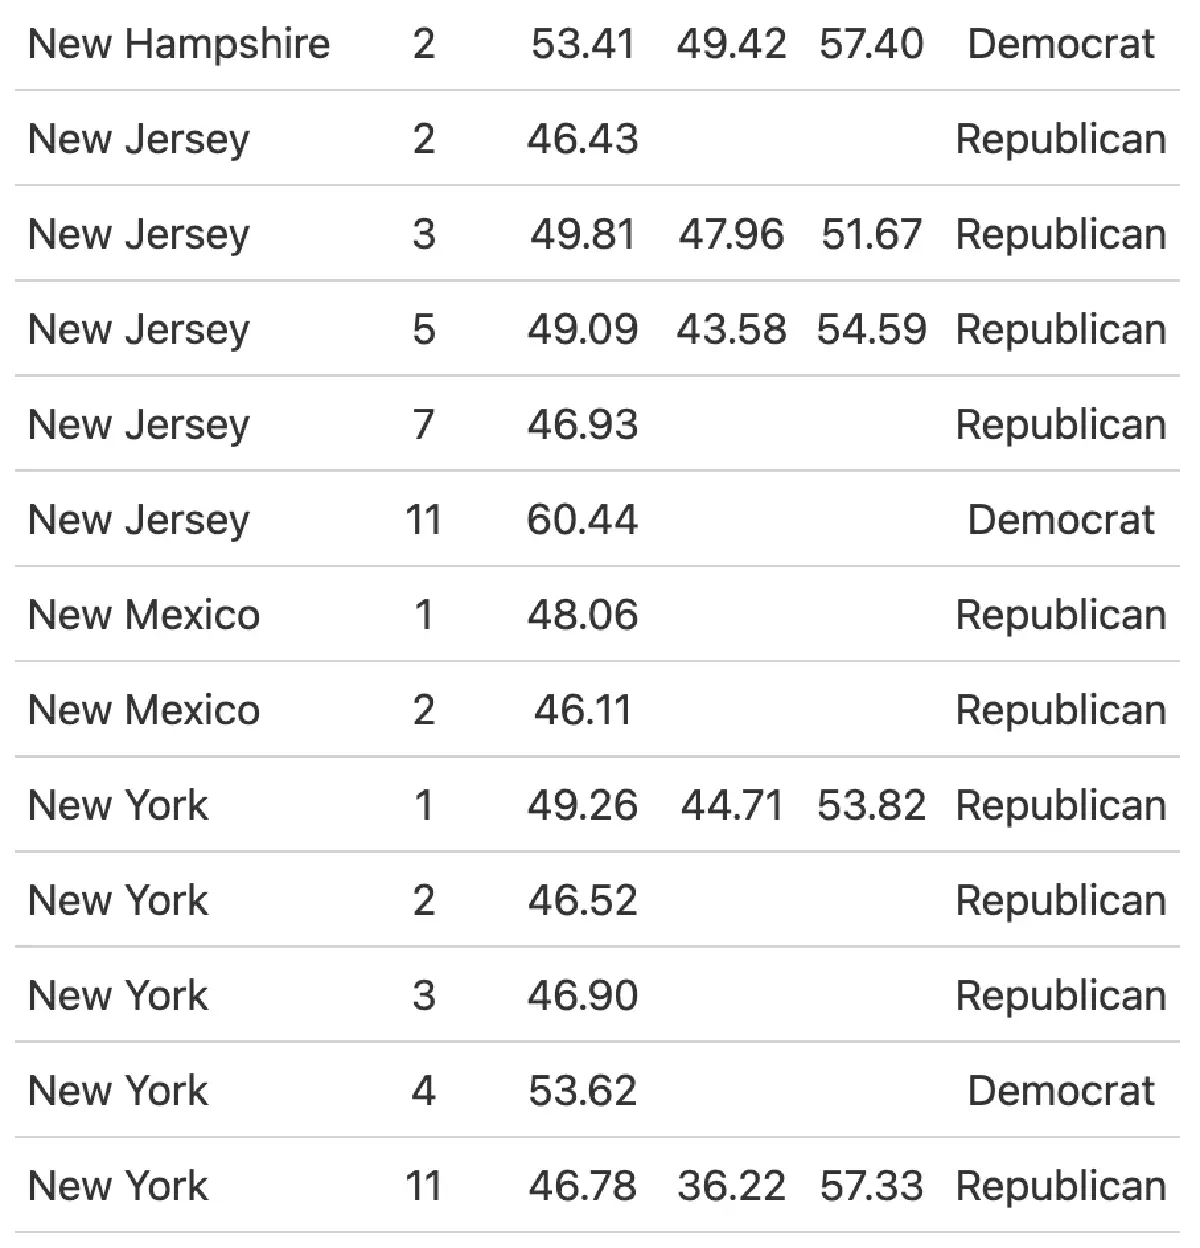 New Hampshire 2 53.41 49.42 57.40 Democrat
New Jersey 2 46.43 Republican
New Jersey 3 49.81 47.96 51.67 Republican
New Jersey 5 49.09 43.58 54.59 Republican
New Jersey 7 46.93 Republican
New Jersey 11 60.44 Democrat
New Mexico 1 48.06 Republican
New Mexico 2 46.11 Republican
New York 1 49.26 44.71 53.82 Republican
New York 2 46.52 Republican
New York 3 46.90 Republican
New York 4 53.62 Democrat
New York 11 46.78 36.22 57.33 Republican